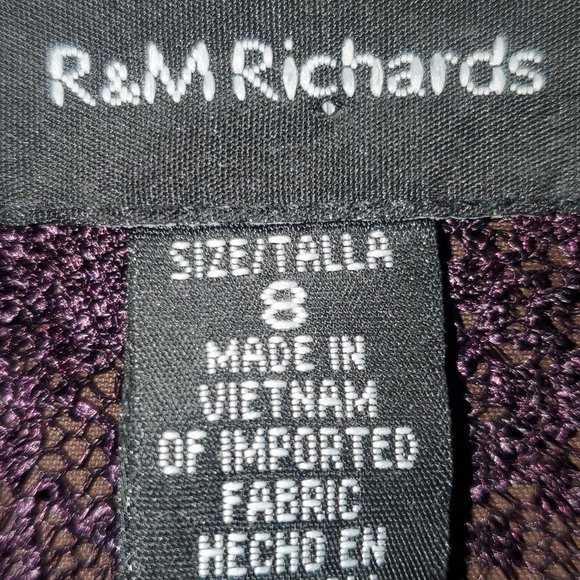 R&M Richards
SIZE/TALLA
8
MADE IN
VIETNAM
OF IMPORTED
FABRIC
HECHO EN